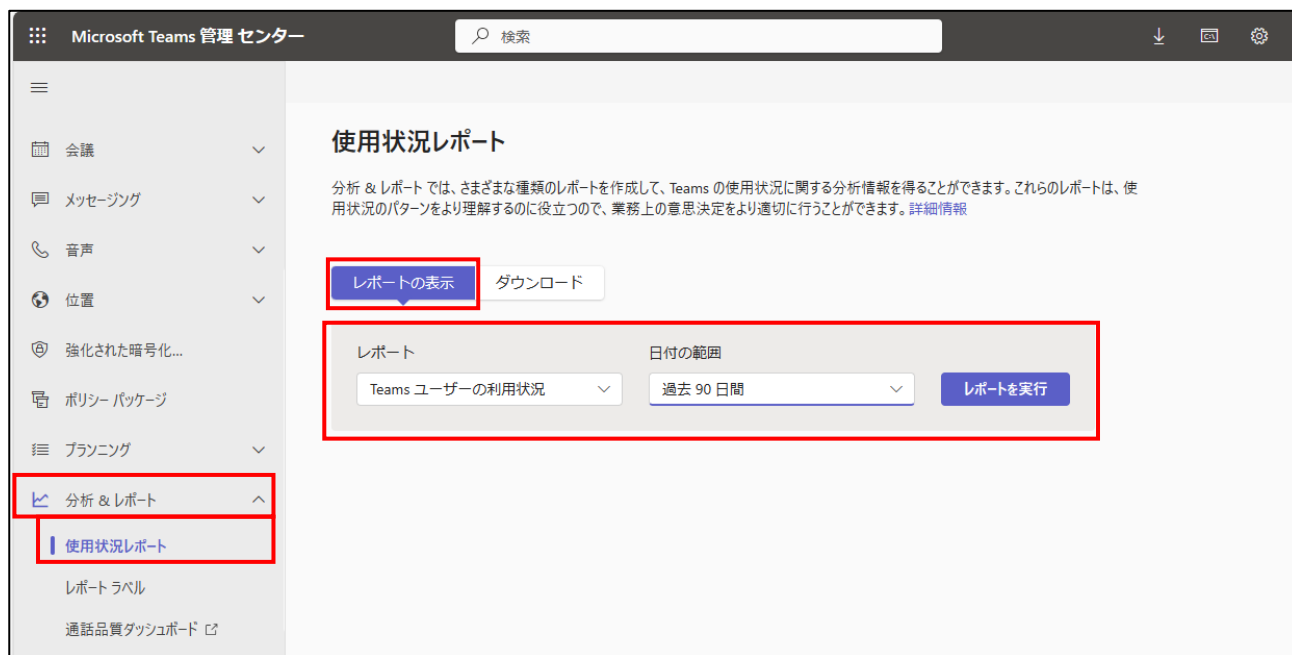 Microsoft Teams 管理 センター
検索
会議
メッセージング
音声
位置
強化された暗号化...
ポリシー パッケージ
プランニング
分析 & レポート
使用状況レポート
レポート ラベル
通話品質ダッシュボード
使用状況レポート
分析 & レポート では、さまざまな種類のレポートを作成して、Teams の使用状況に関する分析情報を得ることができます。これらのレポートは、使
用状況のパターンをより理解するのに役立つので、業務上の意思決定をより適切に行うことができます。詳細情報
レポートの表示 ダウンロード
レポート 日付の範囲
Teams ユーザーの利用状況 過去 90 日間 レポートを実行